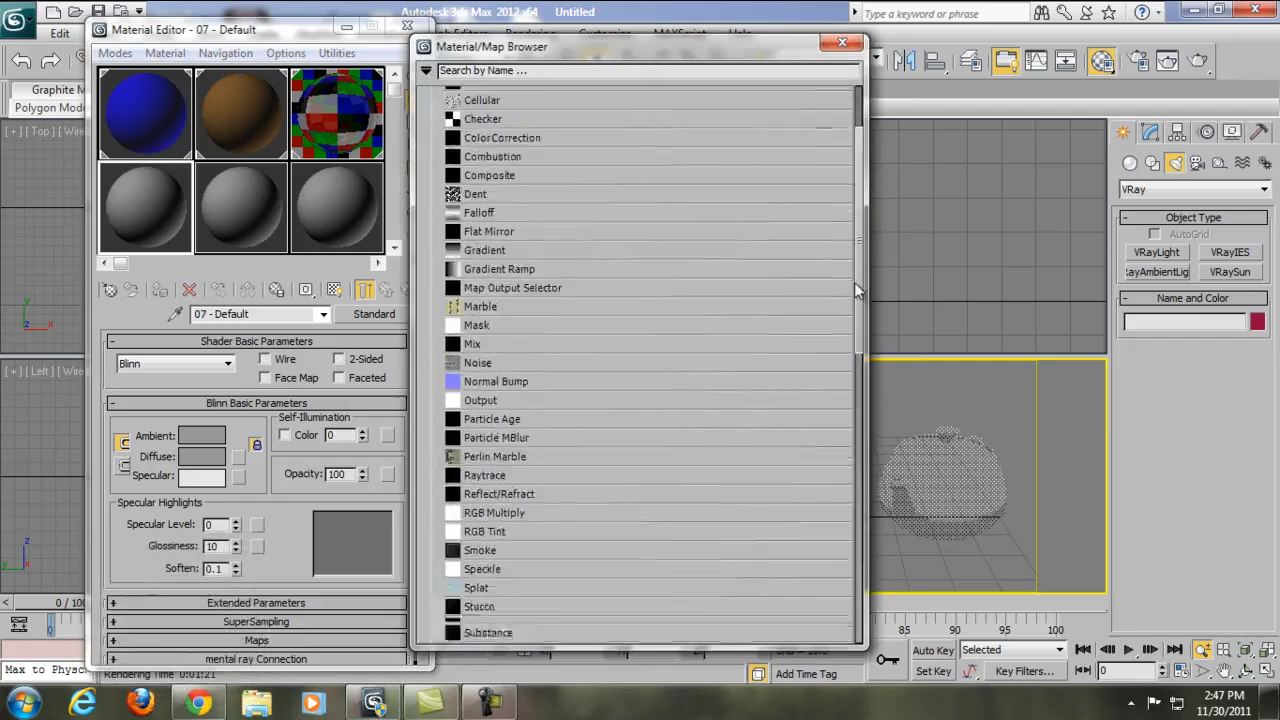 Autodesk 3ds Max 2012 x64 Untitled
Type a keyword or phrase
Material Editor - 07 - Default
Edit
Modes Material Navigation Options Utilities
Graphite M
Polygon Mode
[ + ] [ Top ] [ Wire
[ + ] [ Left ] [ Wire
07 - Default
Standard
Shader Basic Parameters
Blinn
Wire
2-Sided
Face Map
Faceted
Blinn Basic Parameters
Self-Illumination
Color 0
Ambient:
Diffuse:
Specular:
Opacity: 100
Specular Highlights
Specular Level: 0
Glossiness: 10
Soften: 0.1
Extended Parameters
SuperSampling
Maps
mental ray Connection
Material/Map Browser
Search by Name ...
Cellular
Checker
ColorCorrection
Combustion
Composite
Dent
Falloff
Flat Mirror
Gradient
Gradient Ramp
Map Output Selector
Marble
Mask
Mix
Noise
Normal Bump
Output
Particle Age
Particle MBlur
Perlin Marble
Raytrace
Reflect/Refract
RGB Multiply
RGB Tint
Smoke
Speckle
Splat
Stucco
Substance
VRay
Object Type
AutoGrid
VRayLight
VRayIES
RayAmbientLig
VRaySun
Name and Color
0 / 100
85 90 95 100
Auto Key
Selected
Set Key
Key Filters...
0
Max to Physc
Rendering Time 0:01:21
Add Time Tag
2:47 PM
11/30/2011